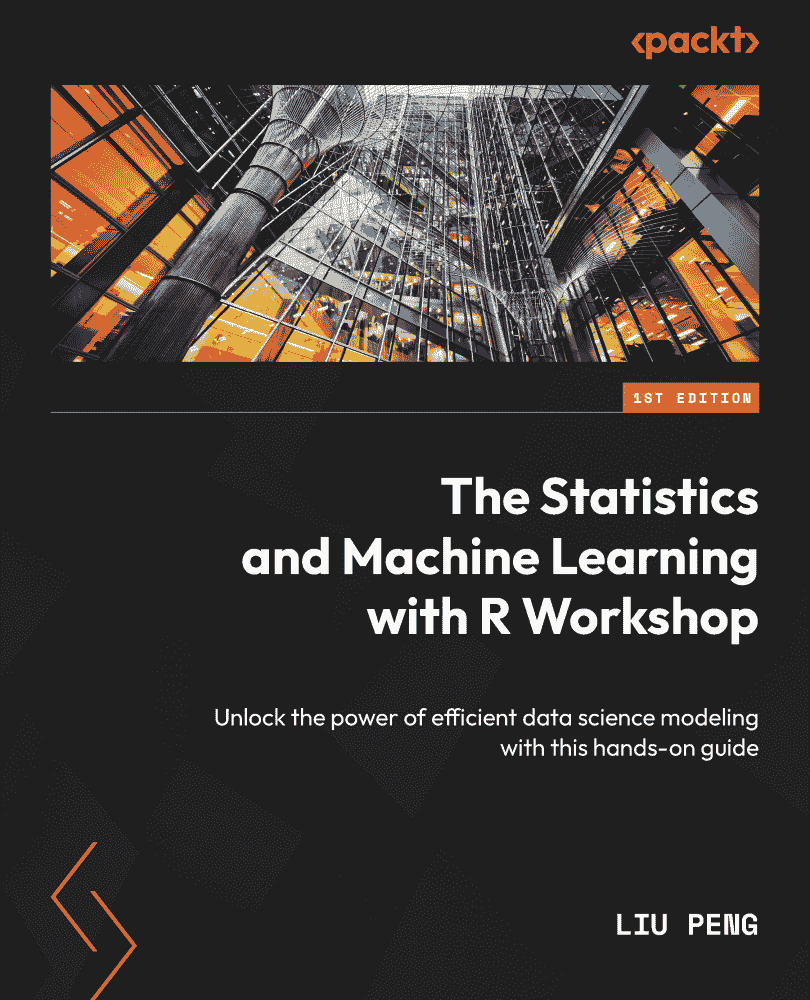 <packt>
1ST EDITION
The Statistics
and Machine Learning
with R Workshop
Unlock the power of efficient data science modeling
with this hands-on guide
LIU PENG